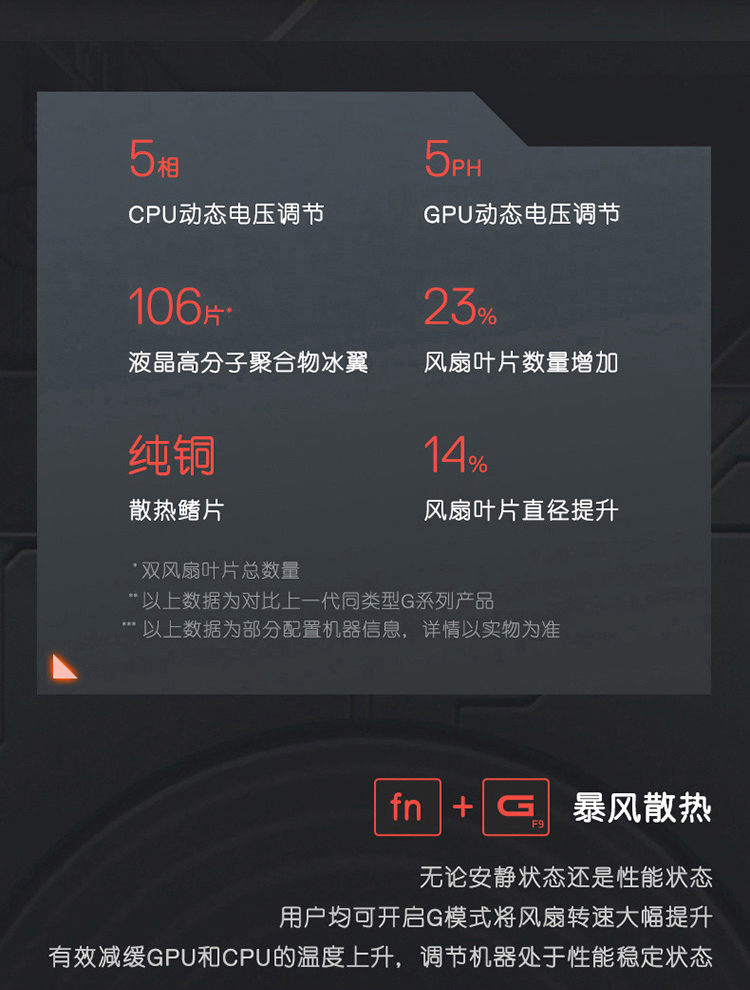 5相
5PH
CPU动态电压调节
GPU动态电压调节
106片*
23%
液晶高分子聚合物冰翼
风扇叶片数量增加
纯铜
14%
散热鳍片
风扇叶片直径提升
*双风扇叶片总数量
**以上数据为对比上一代同类型G系列产品
***以上数据为部分配置机器信息，详情以实物为准
fn + G F9 暴风散热
无论安静状态还是性能状态
用户均可开启G模式将风扇转速大幅提升
有效减缓GPU和CPU的温度上升，调节机器处于性能稳定状态